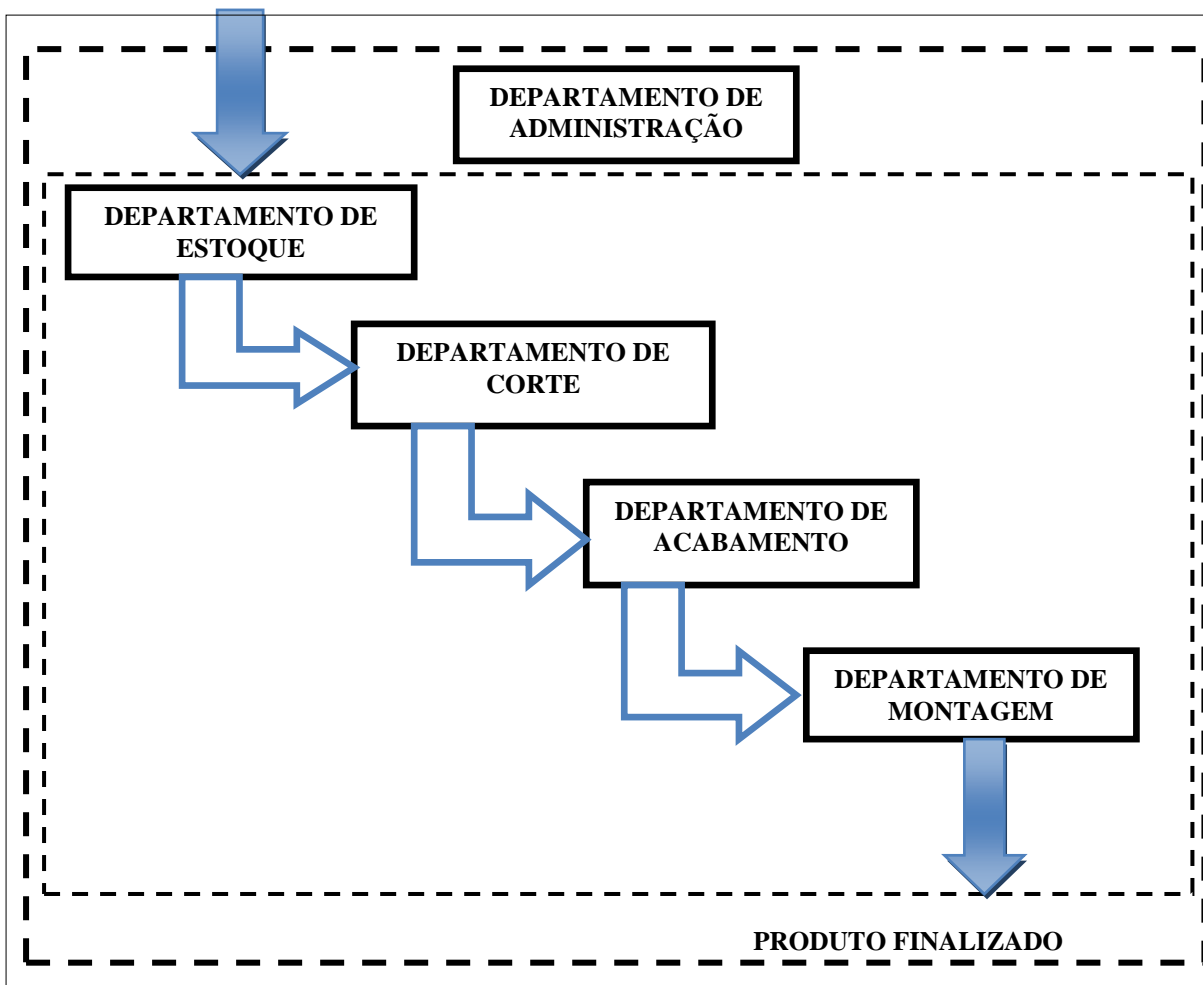 DEPARTAMENTO DE
ADMINISTRAÇÃO
DEPARTAMENTO DE
ESTOQUE
DEPARTAMENTO DE
CORTE
DEPARTAMENTO DE
ACABAMENTO
DEPARTAMENTO DE
MONTAGEM
PRODUTO FINALIZADO